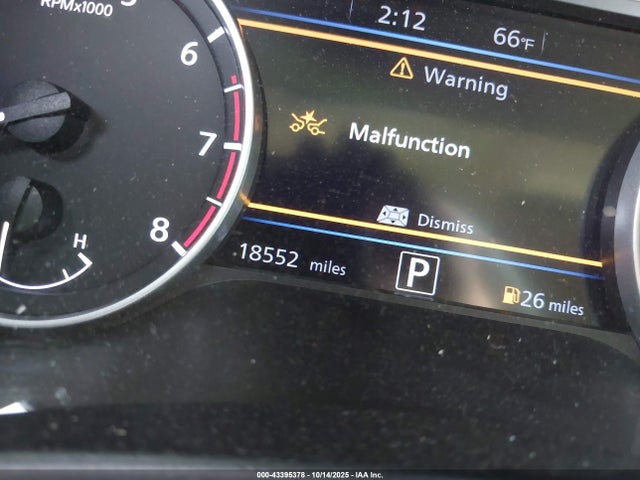 RPMx1000
6
7
8
H
2:12 66°F
Warning
Malfunction
Dismiss
18552 miles P 26 miles
000-43395378 - 10/14/2025 - IAA Inc.